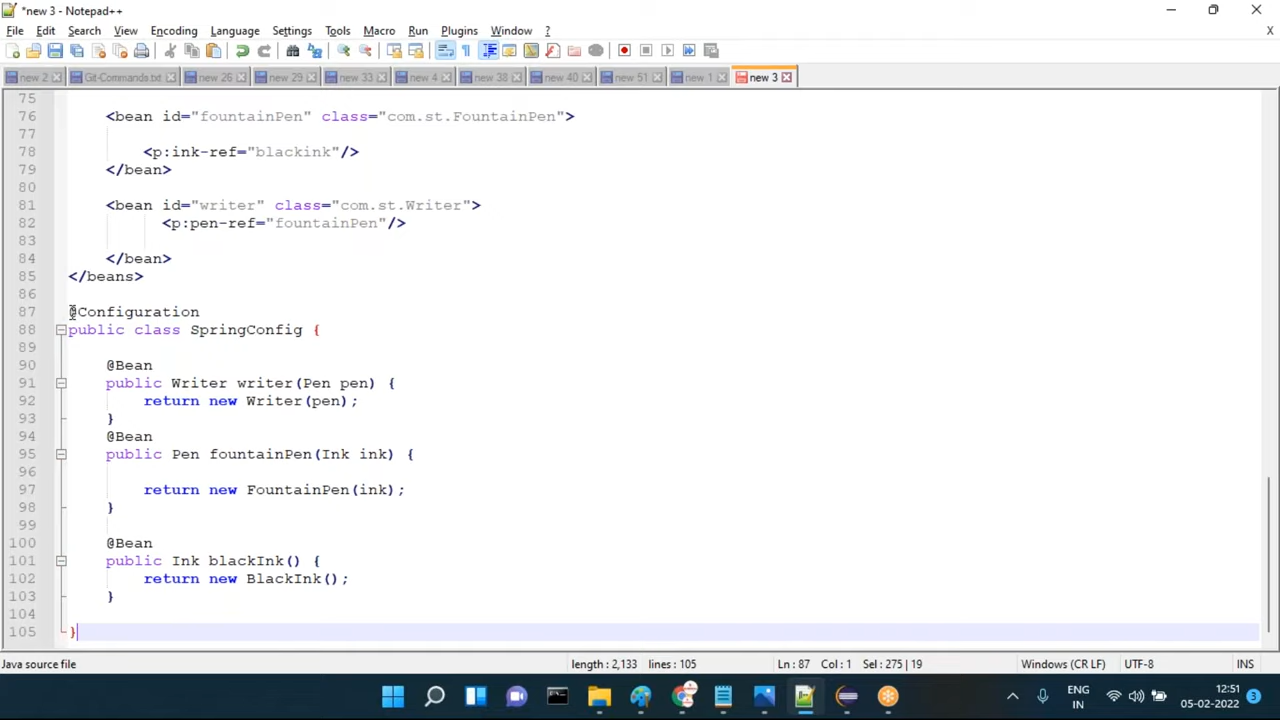 *new 3 - Notepad++
File Edit Search View Encoding Language Settings Tools Macro Run Plugins Window ? X
new 2 Git-Commands.txt new 26 new 29 new 33 new 4 new 38 new 40 new 51 new 1 new 3
75
76 <bean id="fountainPen" class="com.st.FountainPen">
77
78 <p:ink-ref="blackink"/>
79 </bean>
80
81 <bean id="writer" class="com.st.Writer">
82 <p:pen-ref="fountainPen"/>
83
84 </bean>
85 </beans>
86
87 @Configuration
88 public class SpringConfig {
89
90 @Bean
91 public Writer writer(Pen pen) {
92 return new Writer(pen);
93 }
94 @Bean
95 public Pen fountainPen(Ink ink) {
96
97 return new FountainPen(ink);
98 }
99
100 @Bean
101 public Ink blackInk() {
102 return new BlackInk();
103 }
104
105 }
Java source file length : 2,133 lines : 105 Ln : 87 Col : 1 Sel : 275 | 19 Windows (CR LF) UTF-8 INS
ENG 12:51
IN 05-02-2022 3